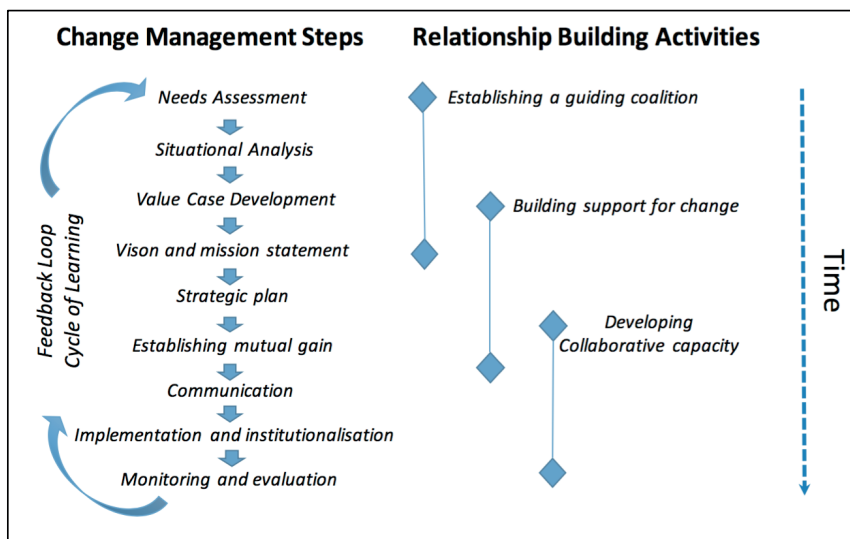 Change Management Steps
Relationship Building Activities
Needs Assessment
Situational Analysis
Value Case Development
Vison and mission statement
Strategic plan
Establishing mutual gain
Communication
Implementation and institutionalisation
Monitoring and evaluation
Feedback Loop
Cycle of Learning
Establishing a guiding coalition
Building support for change
Developing
Collaborative capacity
Time